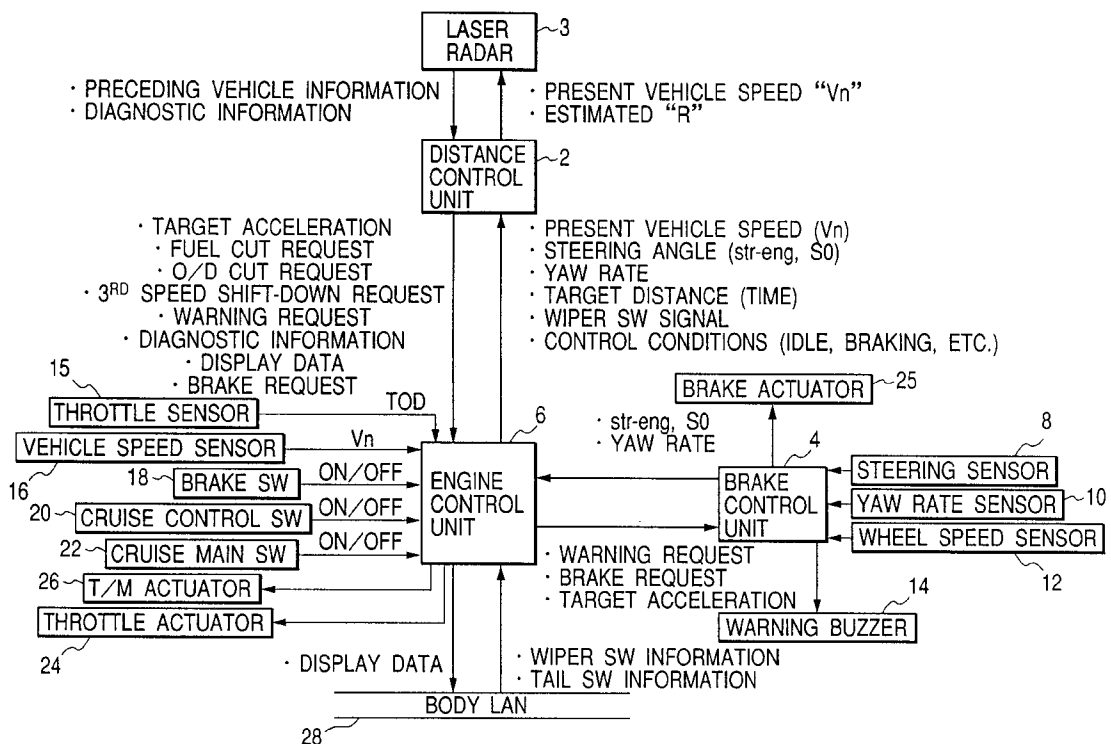 LASER
RADAR
3
· PRECEDING VEHICLE INFORMATION
· DIAGNOSTIC INFORMATION
· PRESENT VEHICLE SPEED “Vn”
· ESTIMATED “R”
DISTANCE
CONTROL
UNIT
2
· TARGET ACCELERATION
· FUEL CUT REQUEST
· O/D CUT REQUEST
· 3RD SPEED SHIFT-DOWN REQUEST
· WARNING REQUEST
· DIAGNOSTIC INFORMATION
· DISPLAY DATA
· BRAKE REQUEST
· PRESENT VEHICLE SPEED (Vn)
· STEERING ANGLE (str-eng, S0)
· YAW RATE
· TARGET DISTANCE (TIME)
· WIPER SW SIGNAL
· CONTROL CONDITIONS (IDLE, BRAKING, ETC.)
15
THROTTLE SENSOR
TOD
VEHICLE SPEED SENSOR
Vn
16
18
BRAKE SW
ON/OFF
20
CRUISE CONTROL SW
ON/OFF
22
CRUISE MAIN SW
ON/OFF
26
T/M ACTUATOR
THROTTLE ACTUATOR
24
6
ENGINE
CONTROL
UNIT
BRAKE ACTUATOR
25
· str-eng, S0
· YAW RATE
4
BRAKE
CONTROL
UNIT
8
STEERING SENSOR
YAW RATE SENSOR
10
WHEEL SPEED SENSOR
12
· WARNING REQUEST
· BRAKE REQUEST
· TARGET ACCELERATION
14
WARNING BUZZER
· DISPLAY DATA
· WIPER SW INFORMATION
· TAIL SW INFORMATION
BODY LAN
28